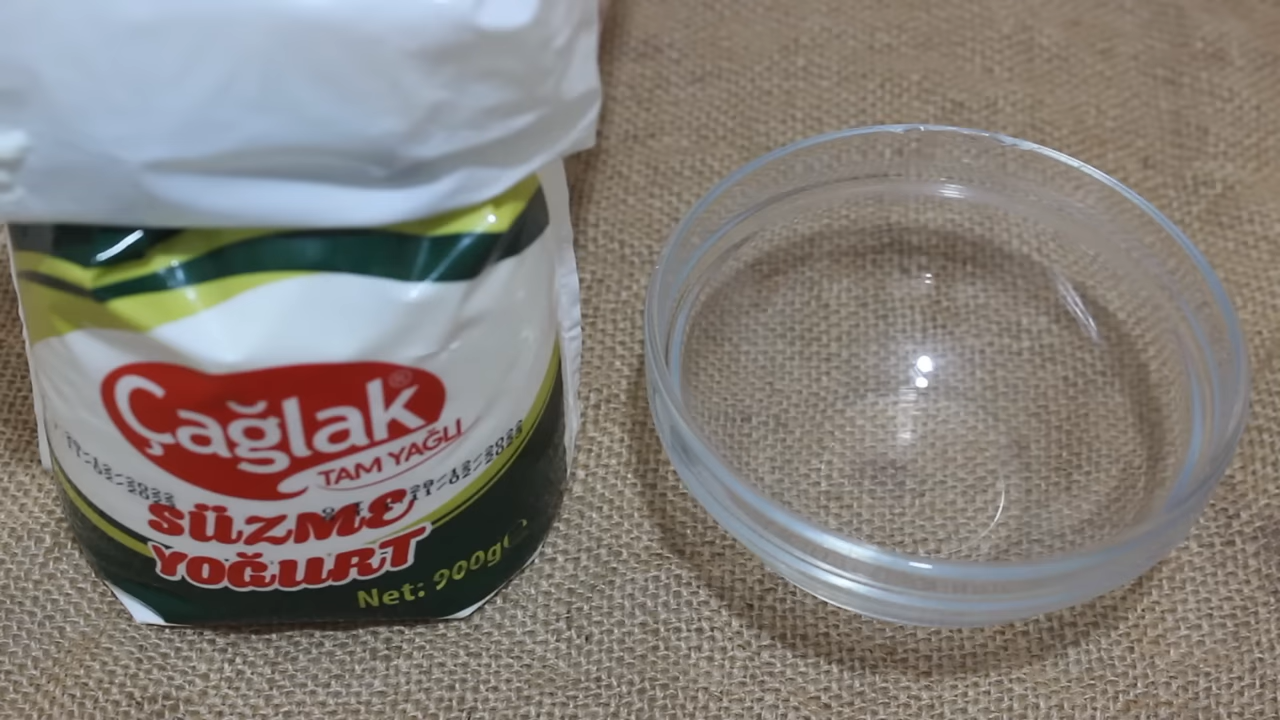 Çağlak®
TAM YAĞLI
SÜZME
YOĞURT
Net: 900g℮